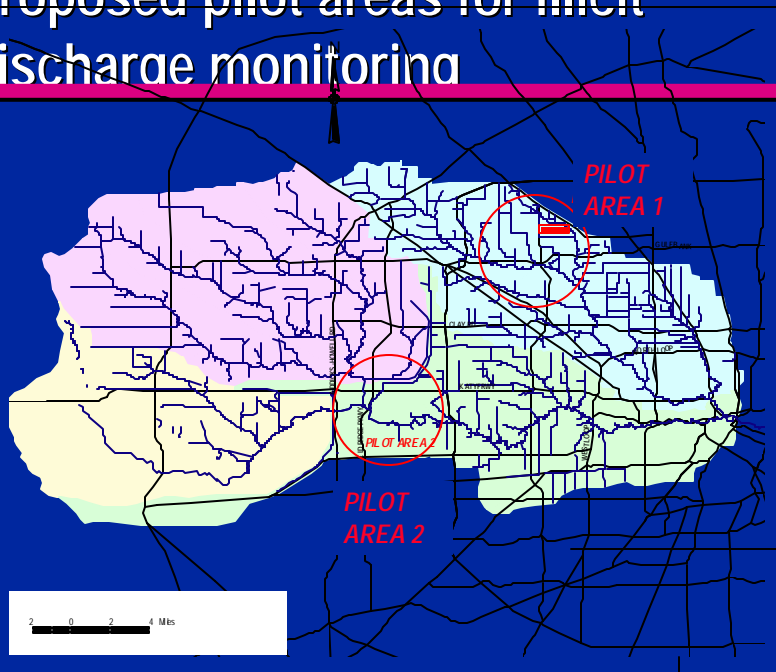 roposed pilot areas for illicit
ischarge monitoring
PILOT
AREA 1
CLAY
KATY FRWY
PILOT AREA 2
PILOT
AREA 2
2 0 2 4 Miles